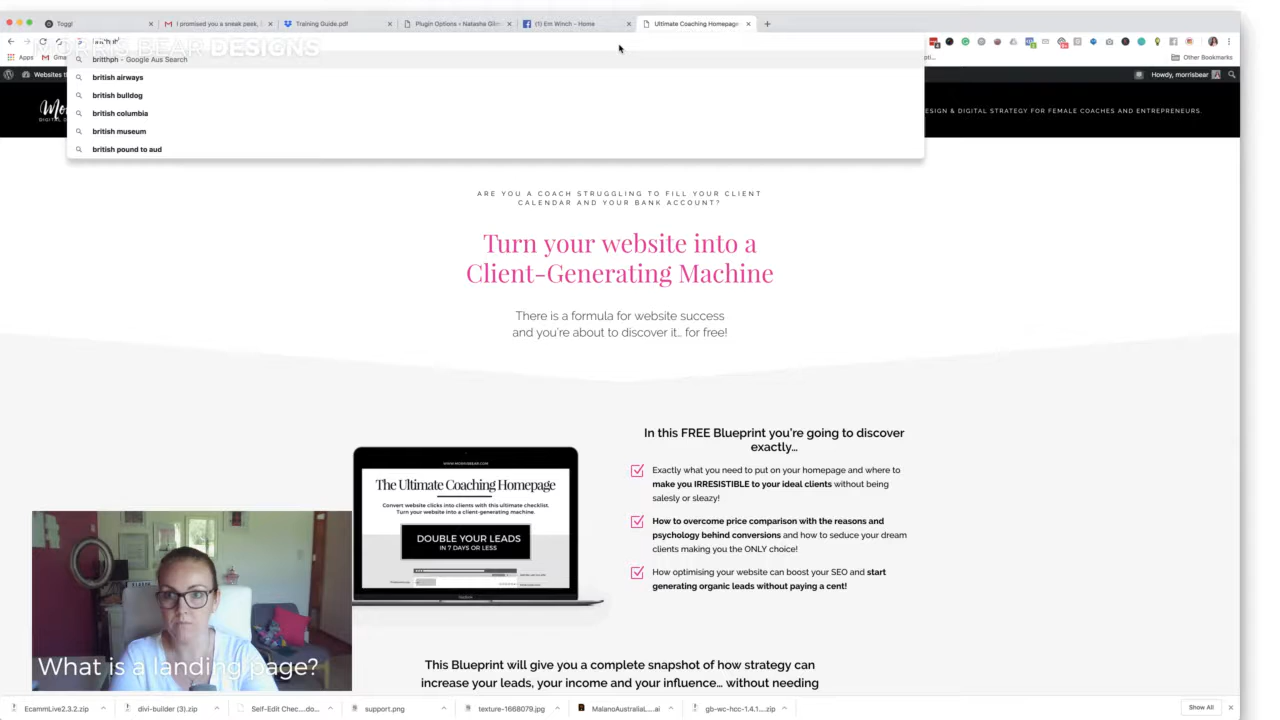 Toggl
I promised you a sneak peek,
Training Guide.pdf
Plugin Options ‹ Natasha Glim
(1) Em Winch - Home
Ultimate Coaching Homepage
MORRIS BEAR DESIGNS
britthph - Google Aus Search
Apps
Other Bookmarks
british airways
Howdy, morrisbear
british bulldog
british columbia
DESIGN & DIGITAL STRATEGY FOR FEMALE COACHES AND ENTREPRENEURS.
british museum
british pound to aud
ARE YOU A COACH STRUGGLING TO FILL YOUR CLIENT
CALENDAR AND YOUR BANK ACCOUNT?
Turn your website into a
Client-Generating Machine
There is a formula for website success
and you're about to discover it... for free!
In this FREE Blueprint you're going to discover
exactly...
Exactly what you need to put on your homepage and where to
make you IRRESISTIBLE to your ideal clients without being
salesly or sleazy!
How to overcome price comparison with the reasons and
psychology behind conversions and how to seduce your dream
clients making you the ONLY choice!
How optimising your website can boost your SEO and start
generating organic leads without paying a cent!
WWW.MORRISBEAR.COM
The Ultimate Coaching Homepage
Convert website clicks into clients with this ultimate checklist.
Turn your website into a client-generating machine.
DOUBLE YOUR LEADS
IN 7 DAYS OR LESS
What is a landing page?
This Blueprint will give you a complete snapshot of how strategy can
increase your leads, your income and your influence... without needing
EcammLive2.3.2.zip
divi-builder (3).zip
Self-Edit Chec....do...
support.png
texture-1668079.jpg
MalanoAustraliaL....ai
gb-wc-hcc-1.4.1....zip
Show All